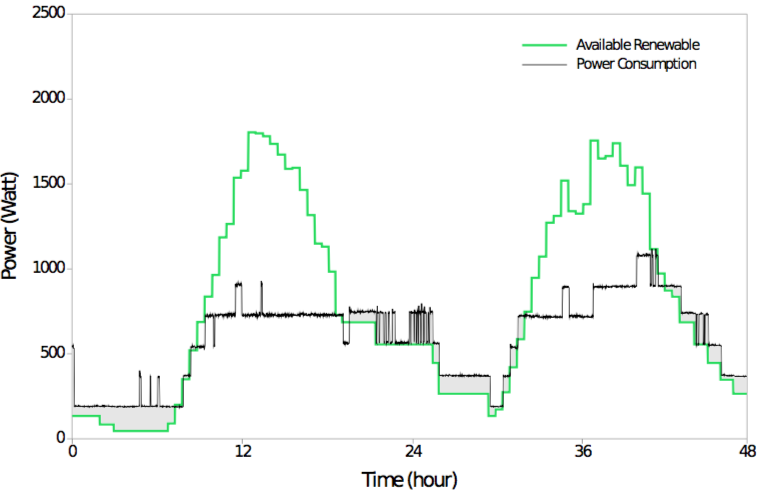 2500
Available Renewable
Power Consumption
2000
1500
Power (Watt)
1000
500
0
0 12 24 36 48
Time (hour)